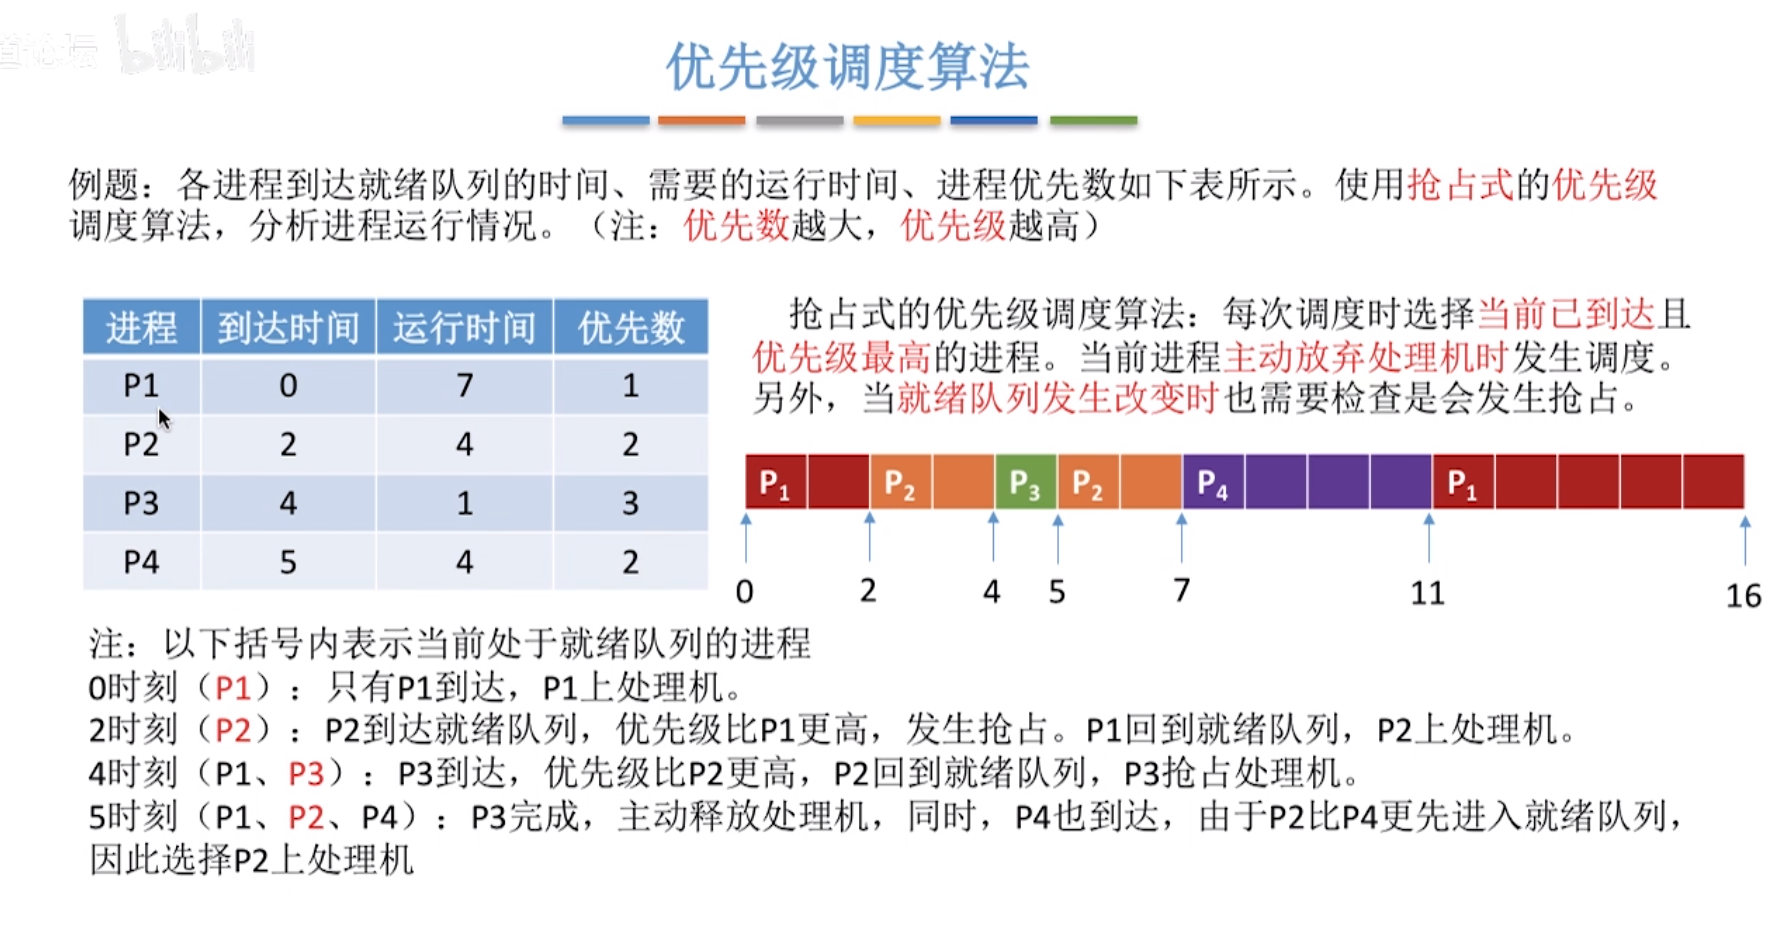 道论坛 bilibili
优先级调度算法
例题：各进程到达就绪队列的时间、需要的运行时间、进程优先数如下表所示。使用抢占式的优先级
调度算法，分析进程运行情况。（注：优先数越大，优先级越高）
进程 到达时间 运行时间 优先数
P1 0 7 1
P2 2 4 2
P3 4 1 3
P4 5 4 2
抢占式的优先级调度算法：每次调度时选择当前已到达且
优先级最高的进程。当前进程主动放弃处理机时发生调度。
另外，当就绪队列发生改变时也需要检查是会发生抢占。
P1 P2 P3 P2 P4 P1
0 2 4 5 7 11 16
注：以下括号内表示当前处于就绪队列的进程
0时刻（P1）：只有P1到达，P1上处理机。
2时刻（P2）：P2到达就绪队列，优先级比P1更高，发生抢占。P1回到就绪队列，P2上处理机。
4时刻（P1、P3）：P3到达，优先级比P2更高，P2回到就绪队列，P3抢占处理机。
5时刻（P1、P2、P4）：P3完成，主动释放处理机，同时，P4也到达，由于P2比P4更先进入就绪队列，
因此选择P2上处理机